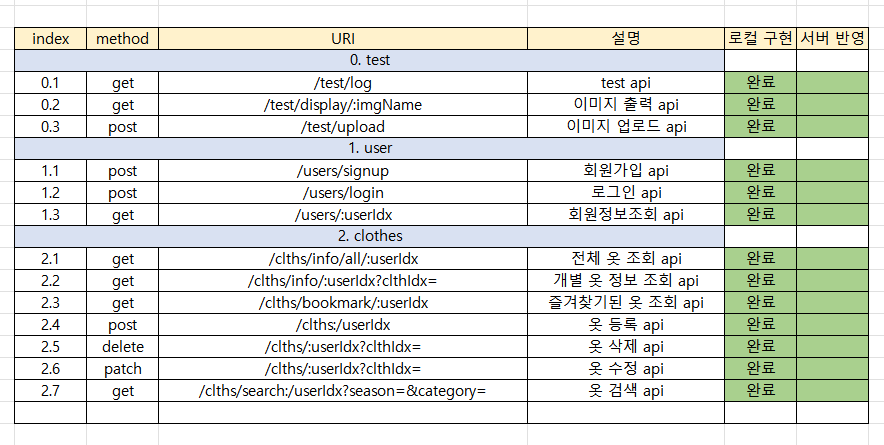 index method URI 설명 로컬 구현 서버 반영
0. test
0.1 get /test/log test api 완료
0.2 get /test/display/:imgName 이미지 출력 api 완료
0.3 post /test/upload 이미지 업로드 api 완료
1. user
1.1 post /users/signup 회원가입 api 완료
1.2 post /users/login 로그인 api 완료
1.3 get /users/:userIdx 회원정보조회 api 완료
2. clothes
2.1 get /clths/info/all/:userIdx 전체 옷 조회 api 완료
2.2 get /clths/info/:userIdx?clthIdx= 개별 옷 정보 조회 api 완료
2.3 get /clths/bookmark/:userIdx 즐겨찾기된 옷 조회 api 완료
2.4 post /clths:/userIdx 옷 등록 api 완료
2.5 delete /clths/:userIdx?clthIdx= 옷 삭제 api 완료
2.6 patch /clths/:userIdx?clthIdx= 옷 수정 api 완료
2.7 get /clths/search:/userIdx?season=&category= 옷 검색 api 완료